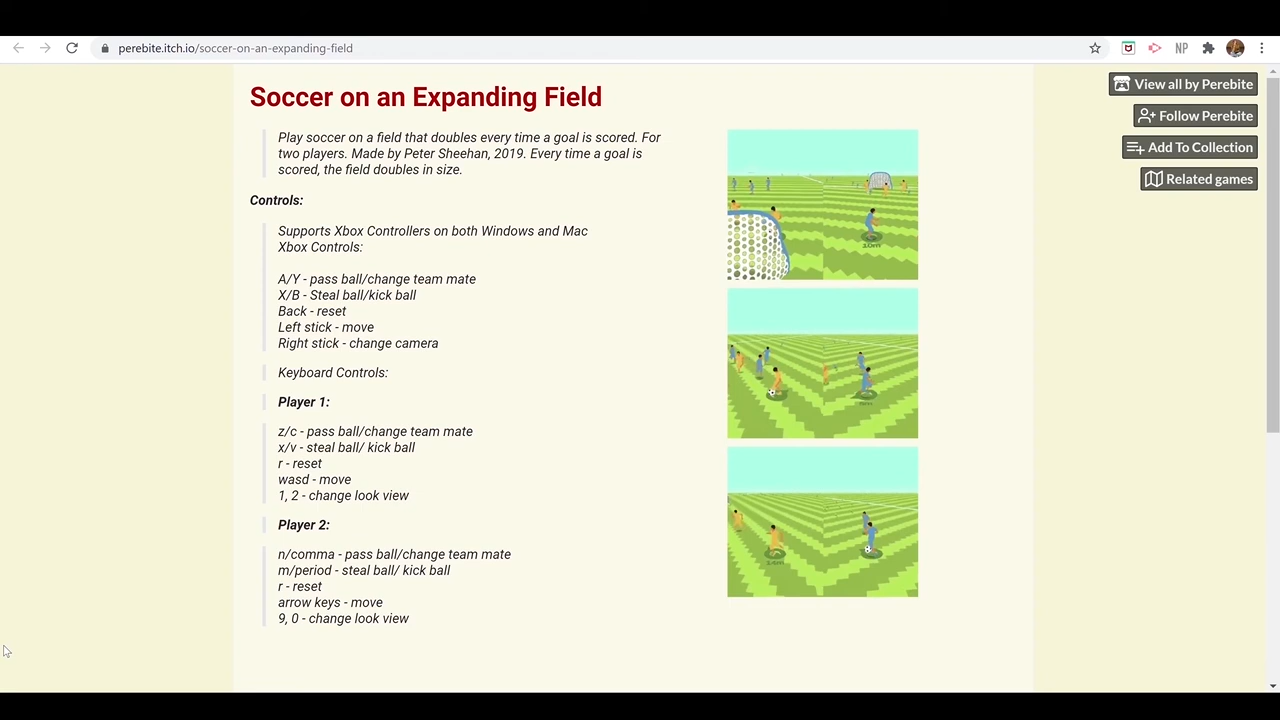 perebite.itch.io/soccer-on-an-expanding-field
NP
View all by Perebite
Follow Perebite
Add To Collection
Related games
Soccer on an Expanding Field
Play soccer on a field that doubles every time a goal is scored. For
two players. Made by Peter Sheehan, 2019. Every time a goal is
scored, the field doubles in size.
Controls:
Supports Xbox Controllers on both Windows and Mac
Xbox Controls:
A/Y - pass ball/change team mate
X/B - Steal ball/kick ball
Back - reset
Left stick - move
Right stick - change camera
Keyboard Controls:
Player 1:
z/c - pass ball/change team mate
x/v - steal ball/ kick ball
r - reset
wasd - move
1, 2 - change look view
Player 2:
n/comma - pass ball/change team mate
m/period - steal ball/ kick ball
r - reset
arrow keys - move
9, 0 - change look view